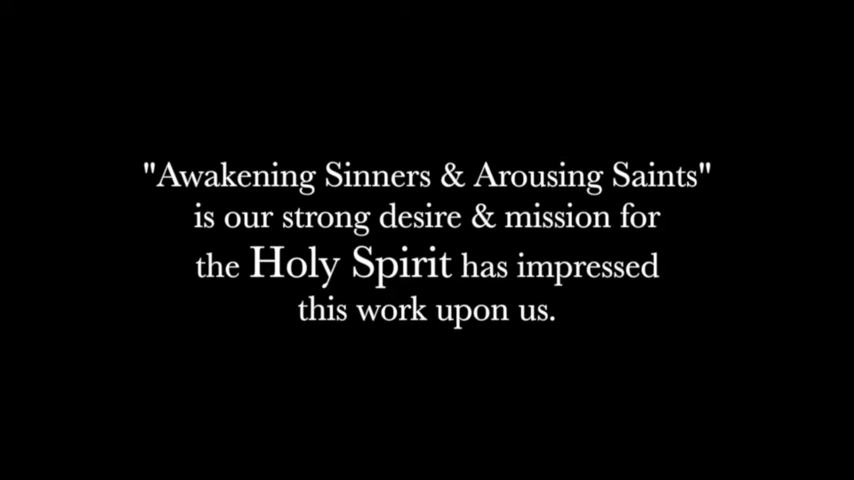 "Awakening Sinners & Arousing Saints"
is our strong desire & mission for
the Holy Spirit has impressed
this work upon us.